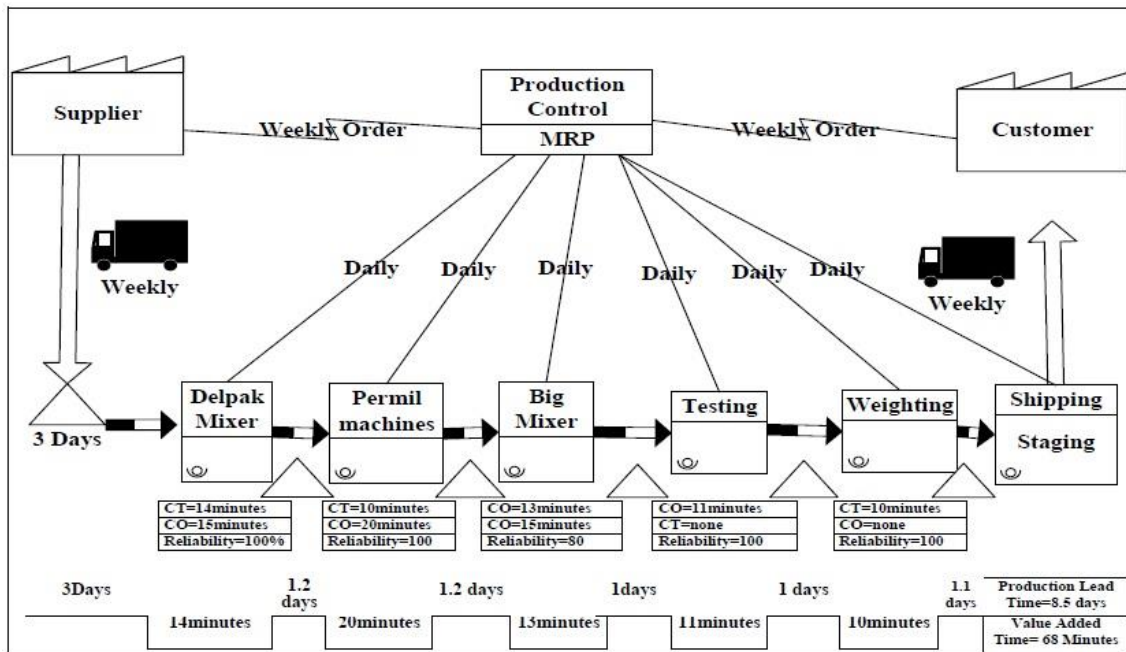 Supplier
Weekly Order
Production
Control
MRP
Weekly Order
Customer
Weekly
Daily
Daily
Daily
Daily
Daily
Daily
Weekly
3 Days
Delpak
Mixer
Permil
machines
Big
Mixer
Testing
Weighting
Shipping
Staging
CT=14minutes
CO=15minutes
Reliability=100%
CT=10minutes
CO=20minutes
Reliability=100
CO=13minutes
CO=15minutes
Reliability=80
CO=11minutes
CT=none
Reliability=100
CT=10minutes
CO=none
Reliability=100
3Days
1.2
days
1.2 days
1days
1 days
1.1
days
Production Lead
Time=8.5 days
14minutes
20minutes
13minutes
11minutes
10minutes
Value Added
Time= 68 Minutes